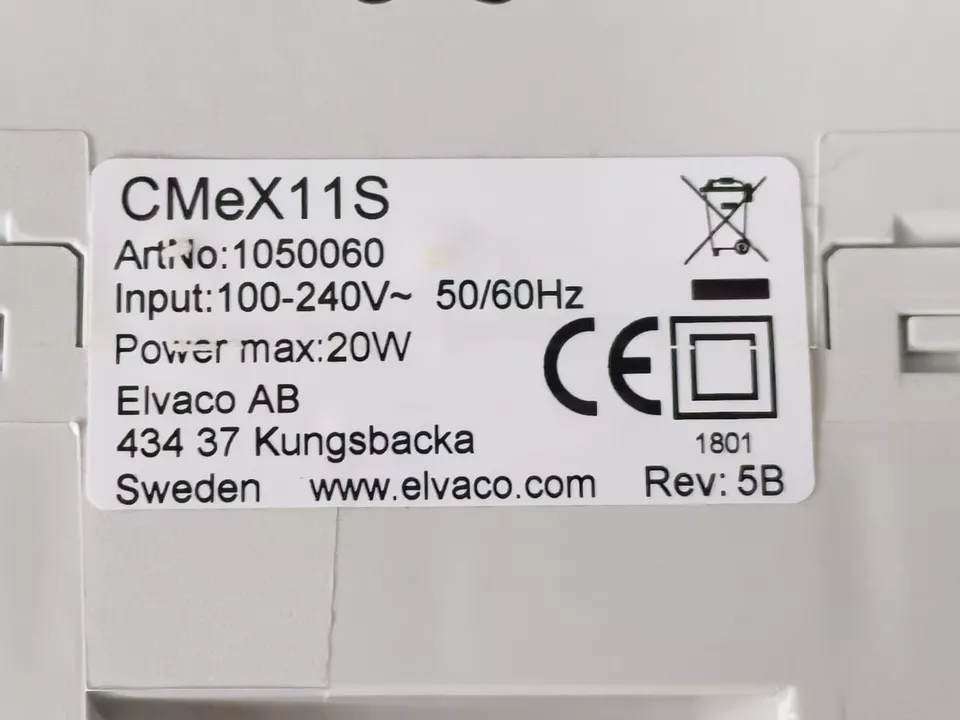 CMeX11S
ArtNo:1050060
Input:100-240V~ 50/60Hz
Power max:20W
Elvaco AB
434 37 Kungsbacka
Sweden www.elvaco.com
CE
1801
Rev: 5B